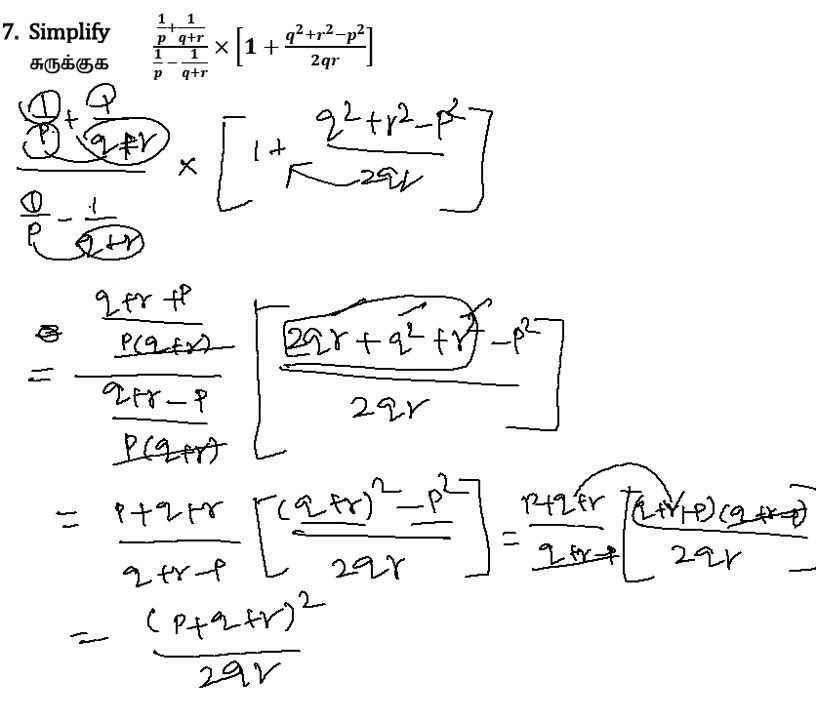 7. Simplify (1/p + 1/(q+r)) / (1/p − 1/(q+r)) × [1 + (q² + r² − p²)/2qr]
சுருக்குக
(1/p + 1/(q+r)) / (1/p − 1/(q+r)) × [1 + (q² + r² − p²)/2qr]
= ((q+r+p)/p(q+r)) / ((q+r−p)/p(q+r)) [(2qr + q² + r² − p²)/2qr]
= (p+q+r)/(q+r−p) [((q+r)² − p²)/2qr] = (p+q+r)/(q+r−p) [(q+r+p)(q+r−p)/2qr]
= (p+q+r)²/2qr